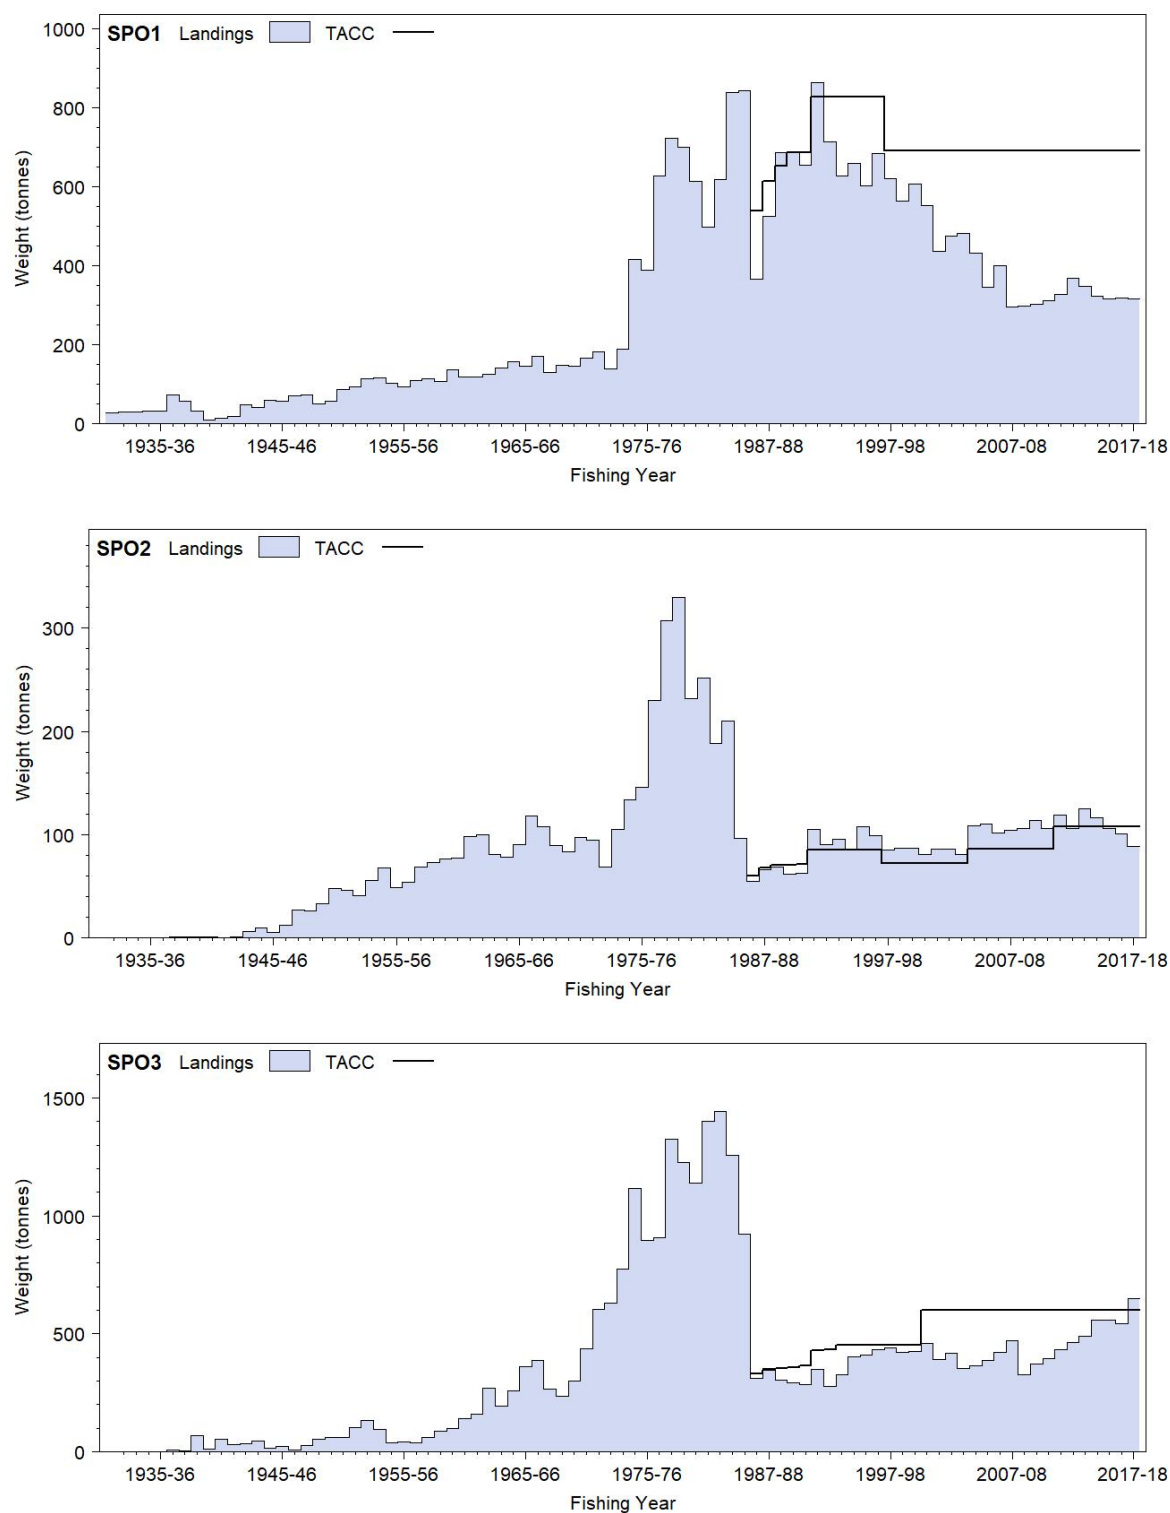 SPO1 Landings TACC
1000
800
600
400
200
0
Weight (tonnes)
1935-36 1945-46 1955-56 1965-66 1975-76 1987-88 1997-98 2007-08 2017-18
Fishing Year
SPO2 Landings TACC
300
200
100
0
Weight (tonnes)
1935-36 1945-46 1955-56 1965-66 1975-76 1987-88 1997-98 2007-08 2017-18
Fishing Year
SPO3 Landings TACC
1500
1000
500
0
Weight (tonnes)
1935-36 1945-46 1955-56 1965-66 1975-76 1987-88 1997-98 2007-08 2017-18
Fishing Year